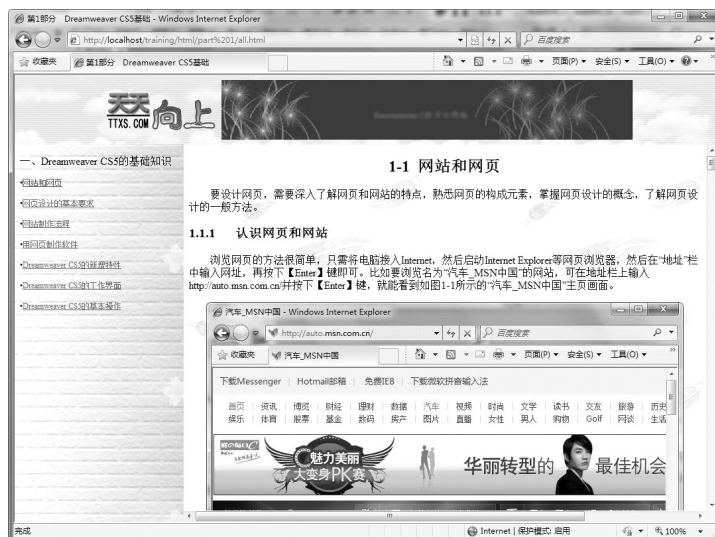 第1部分 Dreamweaver CS5基础 - Windows Internet Explorer
http://localhost/training/html/part%201/all.html
百度搜索
收藏夹
第1部分 Dreamweaver CS5基础
页面(P)
安全(S)
工具(O)
天天向上
TTXS.COM
一、Dreamweaver CS5的基础知识
•网站和网页
•网页设计的基本要求
•网站制作流程
•用网页制作软件
•Dreamweaver CS5的新增特性
•Dreamweaver CS5的工作界面
•Dreamweaver CS5的基本操作
1-1 网站和网页
要设计网页，需要深入了解网页和网站的特点，熟悉网页的构成元素，掌握网页设计的概念，了解网页设
计的一般方法。
1.1.1 认识网页和网站
浏览网页的方法很简单，只需将电脑接入Internet，然后启动Internet Explorer等网页浏览器，然后在“地址”栏
中输入网址，再按下【Enter】键即可。比如要浏览名为“汽车_MSN中国”的网站，可在地址栏上输入
http://auto.msn.com.cn/并按下【Enter】键，就能看到如图1-1所示的“汽车_MSN中国”主页画面。
汽车_MSN中国 - Windows Internet Explorer
http://auto.msn.com.cn/
百度搜索
收藏夹
汽车_MSN中国
页面(P)
安全(S)
工具(O)
下载Messenger | Hotmail邮箱 | 免费IE8 | 下载微软拼音输入法
首页 资讯 博览 财经 理财 数据 汽车 视频 时尚 文学 读书 交友 旅游 历史
娱乐 体育 股票 基金 数码 房产 图片 直播 女性 男人 购物 Golf 网谈 生活
魅力美丽
大变身PK赛
华丽转型的
最佳机会
完成
Internet | 保护模式: 启用
100%